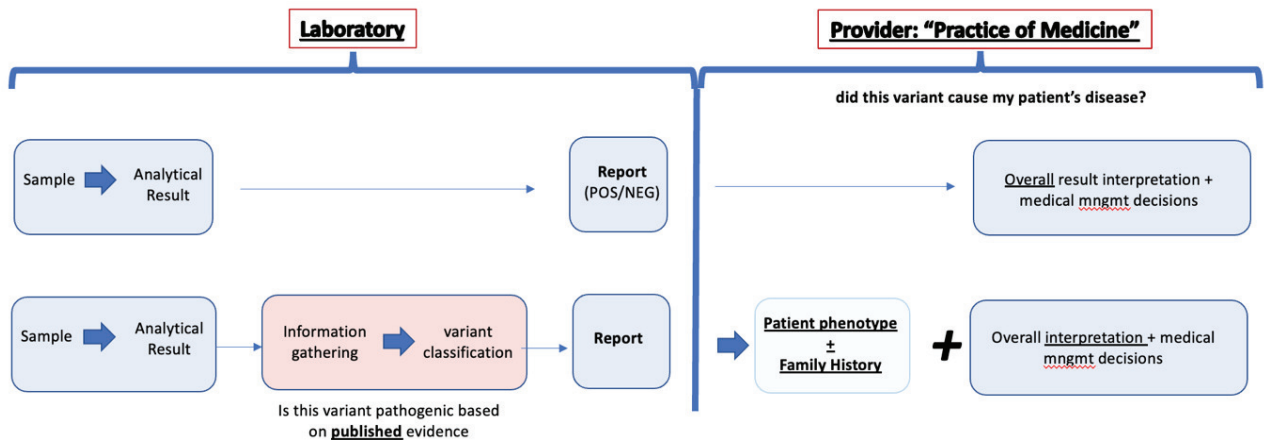 Laboratory
Provider: “Practice of Medicine”
did this variant cause my patient’s disease?
Sample
Analytical
Result
Report
(POS/NEG)
Overall result interpretation +
medical mngmt decisions
Sample
Analytical
Result
Information
gathering
variant
classification
Report
Patient phenotype
±
Family History
+
Overall interpretation + medical
mngmt decisions
Is this variant pathogenic based
on published evidence